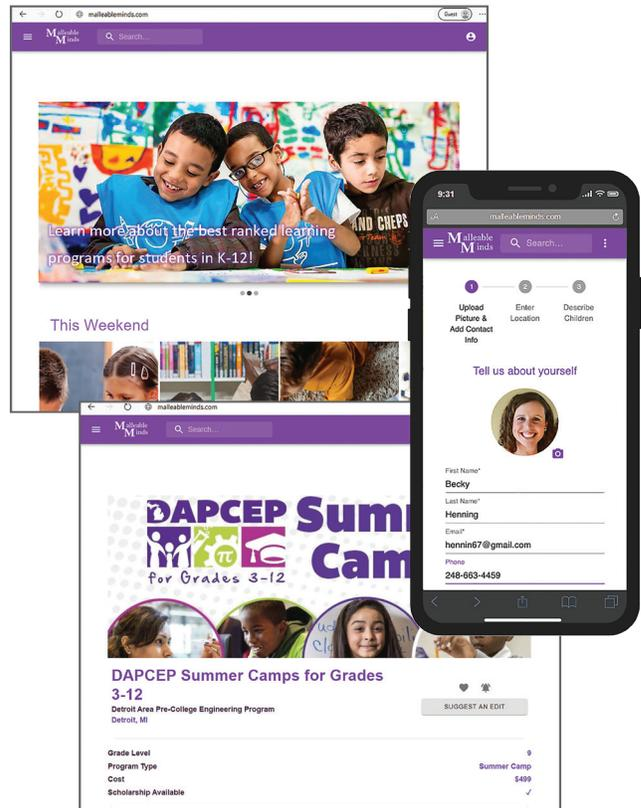 malleableminds.com
Guest
Malleable
Minds
Search...
Learn more about the best ranked learning
programs for students in K-12!
AND CHEPS
Team
This Weekend
9:31
AA
malleableminds.com
Malleable
Minds
Search...
1
2
3
Upload
Picture &
Add Contact
Info
Enter
Location
Describe
Children
Tell us about yourself
First Name*
Becky
Last Name*
Henning
Email*
hennin67@gmail.com
Phone
248-663-4459
malleableminds.com
Malleable
Minds
Search...
DAPCEP
π
for Grades 3-12
Summ
Cam
DAPCEP Summer Camps for Grades
3-12
Detroit Area Pre-College Engineering Program
Detroit, MI
SUGGEST AN EDIT
Grade Level 9
Program Type Summer Camp
Cost $499
Scholarship Available ✓